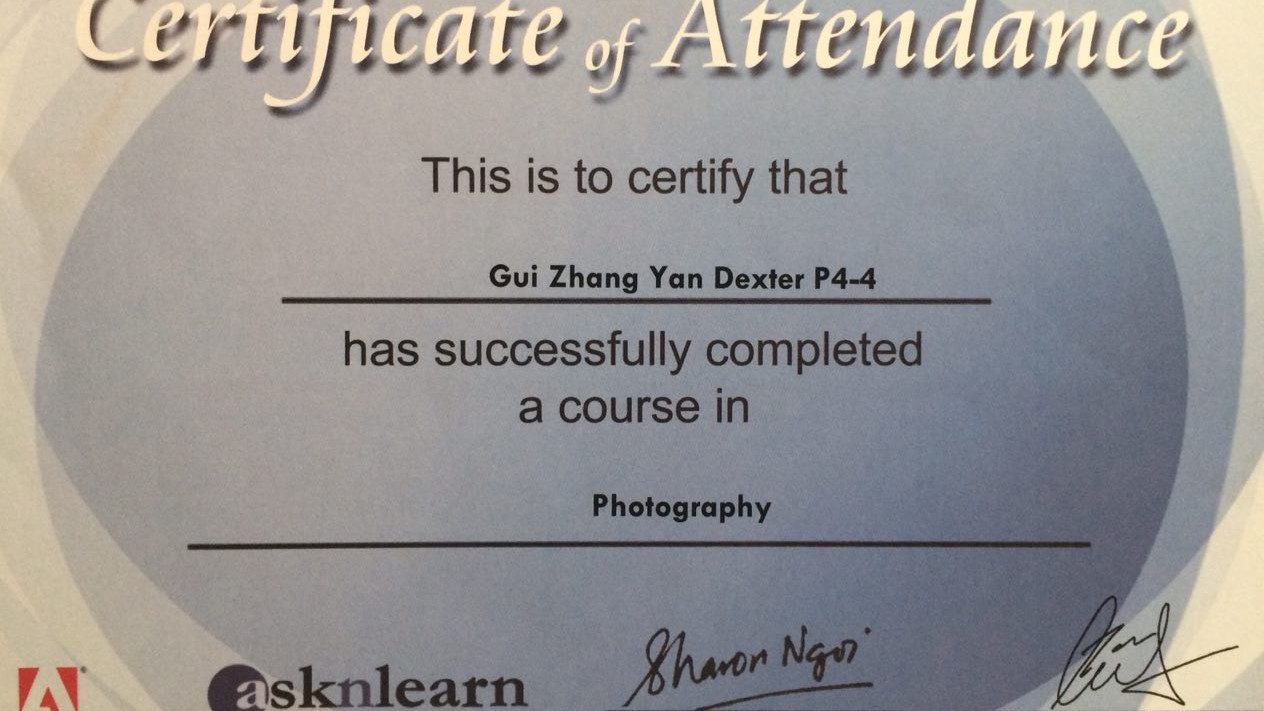 Certificate of Attendance
This is to certify that
Gui Zhang Yan Dexter P4-4
has successfully completed
a course in
Photography
asknlearn
Sharon Ngoi